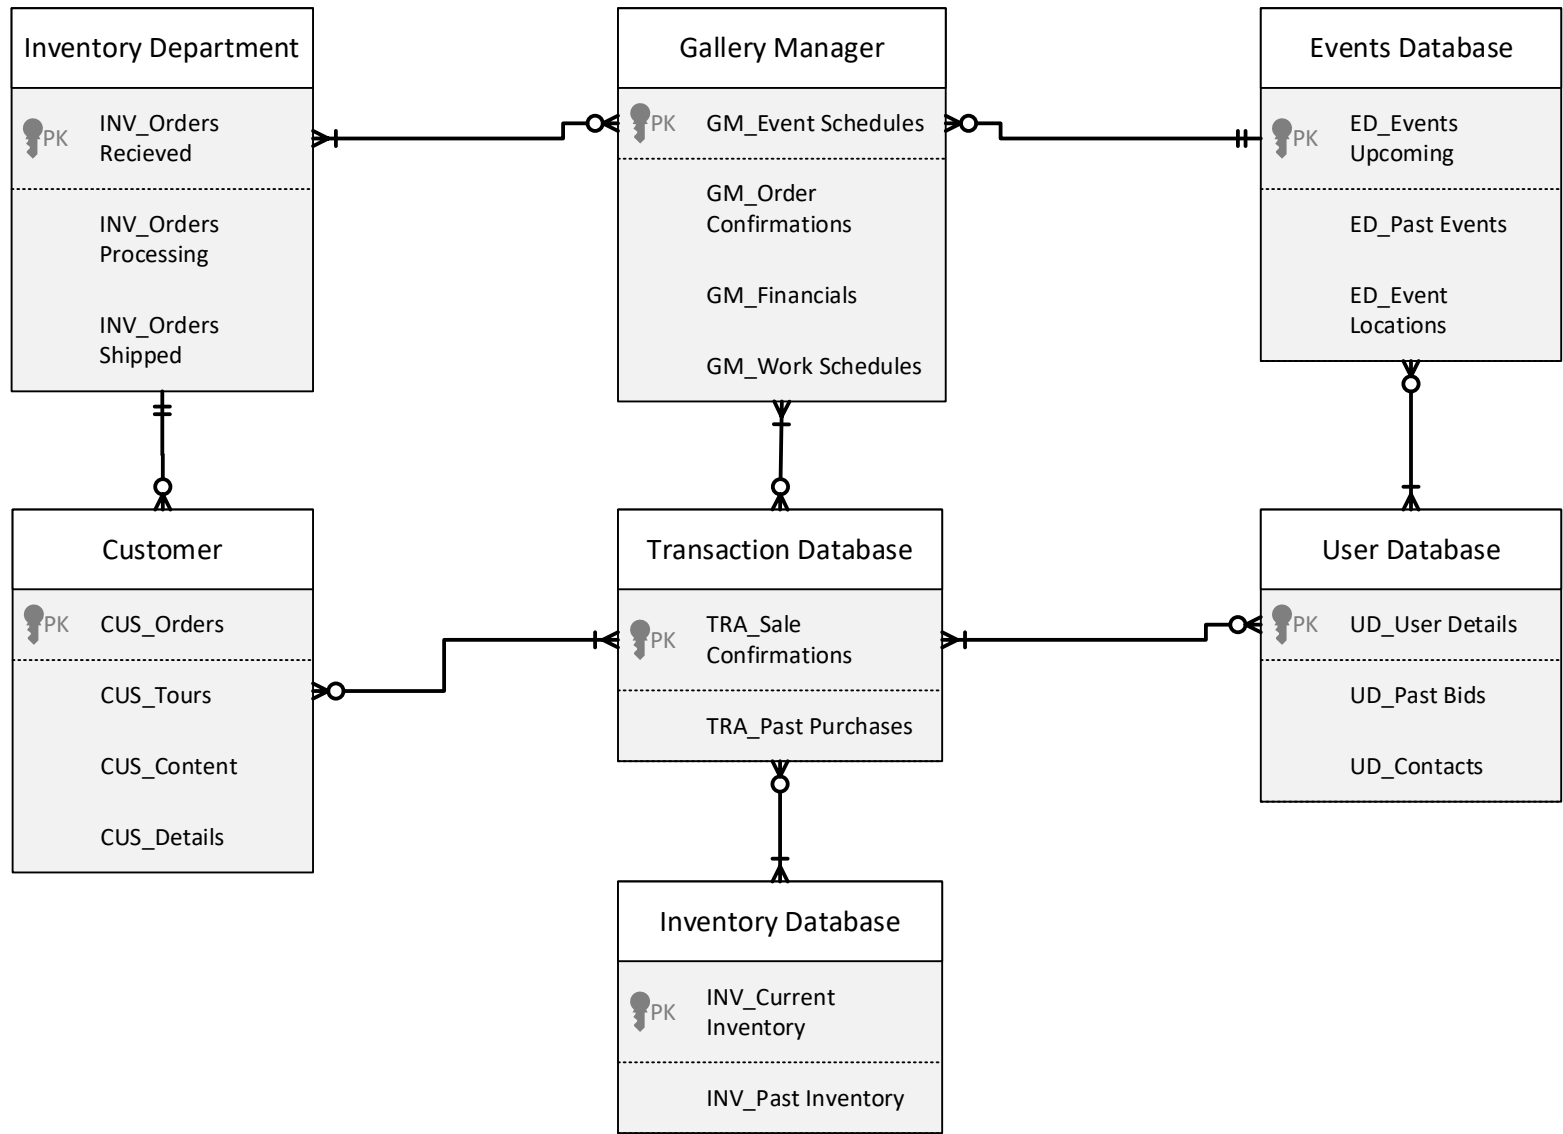 Inventory Department
PK
INV_Orders
Recieved
INV_Orders
Processing
INV_Orders
Shipped
Gallery Manager
PK
GM_Event Schedules
GM_Order
Confirmations
GM_Financials
GM_Work Schedules
Events Database
PK
ED_Events
Upcoming
ED_Past Events
ED_Event
Locations
Customer
PK
CUS_Orders
CUS_Tours
CUS_Content
CUS_Details
Transaction Database
PK
TRA_Sale
Confirmations
TRA_Past Purchases
User Database
PK
UD_User Details
UD_Past Bids
UD_Contacts
Inventory Database
PK
INV_Current
Inventory
INV_Past Inventory